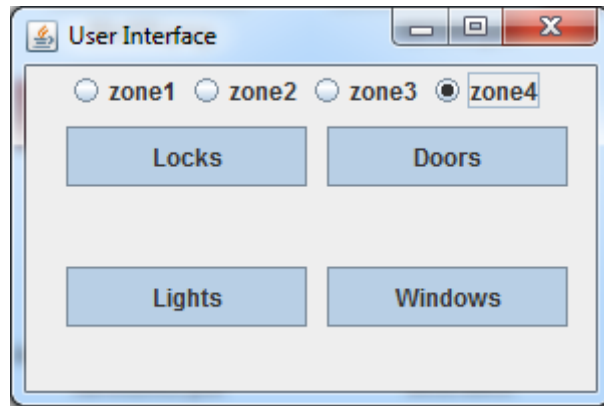 User Interface
zone1 zone2 zone3 zone4
Locks Doors
Lights Windows